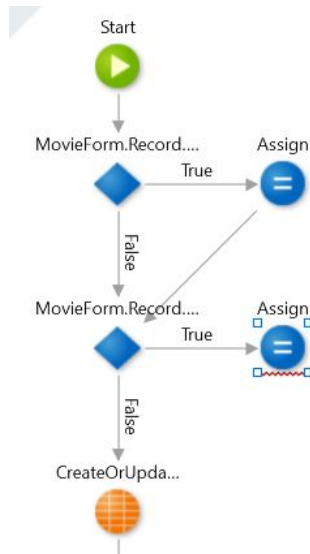 Start
MovieForm.Record....
True
Assign
False
MovieForm.Record....
True
Assign
False
CreateOrUpda...